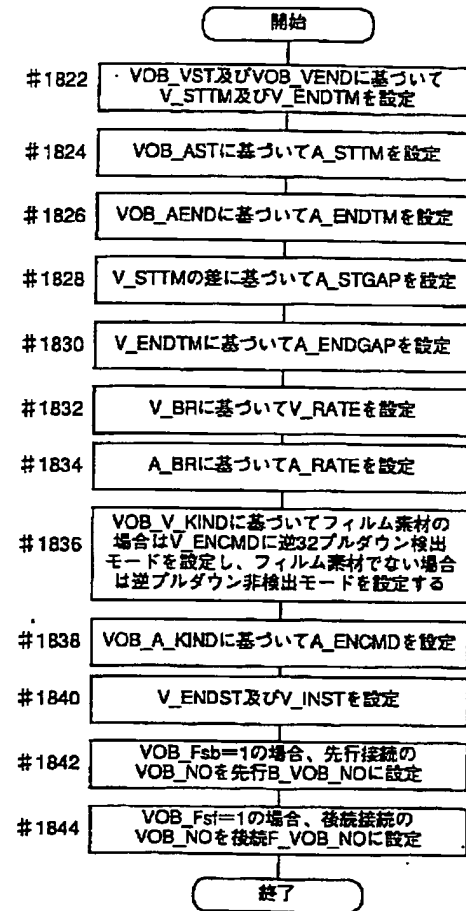 開始
#1822
VOB_VST及びVOB_VENDに基づいて
V_STTM及びV_ENDTMを設定
#1824
VOB_ASTに基づいてA_STTMを設定
#1826
VOB_AENDに基づいてA_ENDTMを設定
#1828
V_STTMの差に基づいてA_STGAPを設定
#1830
V_ENDTMに基づいてA_ENDGAPを設定
#1832
V_BRに基づいてV_RATEを設定
#1834
A_BRに基づいてA_RATEを設定
#1836
VOB_V_KINDに基づいてフィルム素材の
場合はV_ENCMDに逆32プルダウン検出
モードを設定し、フィルム素材でない場合
は逆プルダウン非検出モードを設定する
#1838
VOB_A_KINDに基づいてA_ENCMDを設定
#1840
V_ENDST及びV_INSTを設定
#1842
VOB_Fsb=1の場合、先行接続の
VOB_NOを先行B_VOB_NOに設定
#1844
VOB_Fsf=1の場合、後続接続の
VOB_NOを後続F_VOB_NOに設定
終了